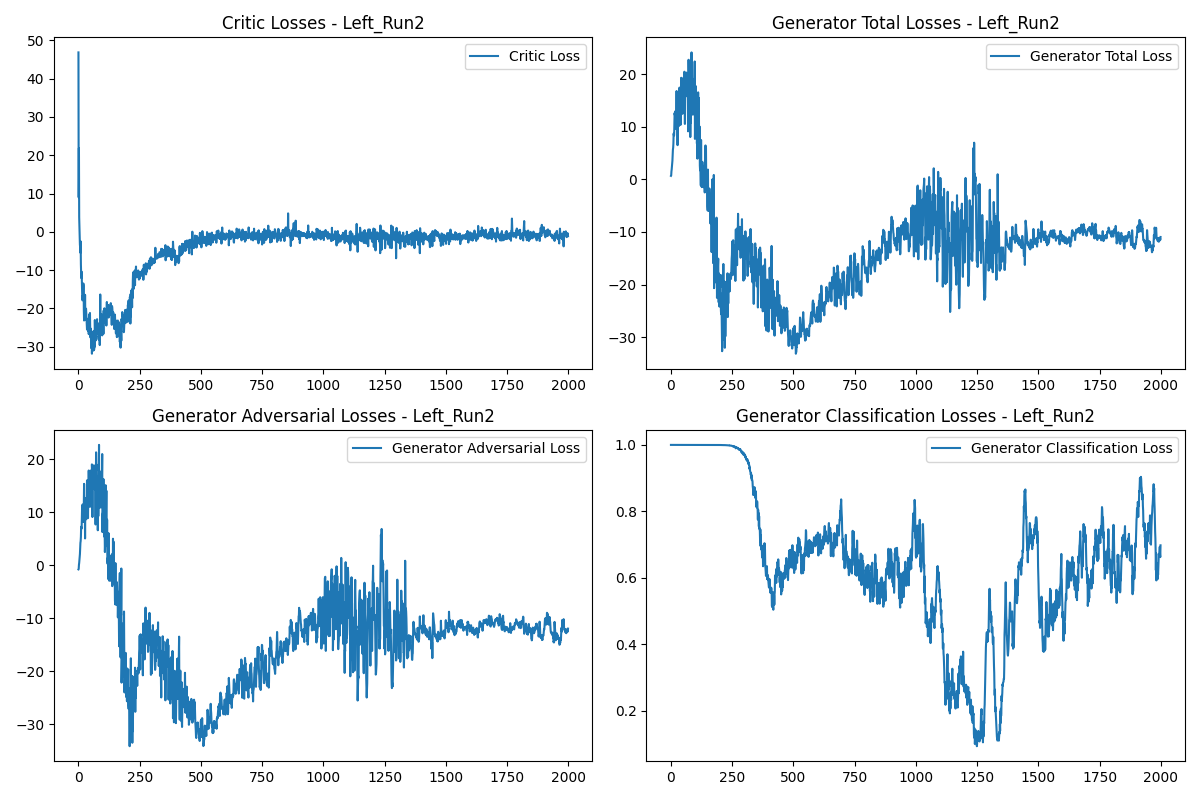 Critic Losses - Left_Run2
Critic Loss
50
40
30
20
10
0
−10
−20
−30
0 250 500 750 1000 1250 1500 1750 2000
Generator Total Losses - Left_Run2
Generator Total Loss
20
10
0
−10
−20
−30
0 250 500 750 1000 1250 1500 1750 2000
Generator Adversarial Losses - Left_Run2
Generator Adversarial Loss
20
10
0
−10
−20
−30
0 250 500 750 1000 1250 1500 1750 2000
Generator Classification Losses - Left_Run2
Generator Classification Loss
1.0
0.8
0.6
0.4
0.2
0 250 500 750 1000 1250 1500 1750 2000